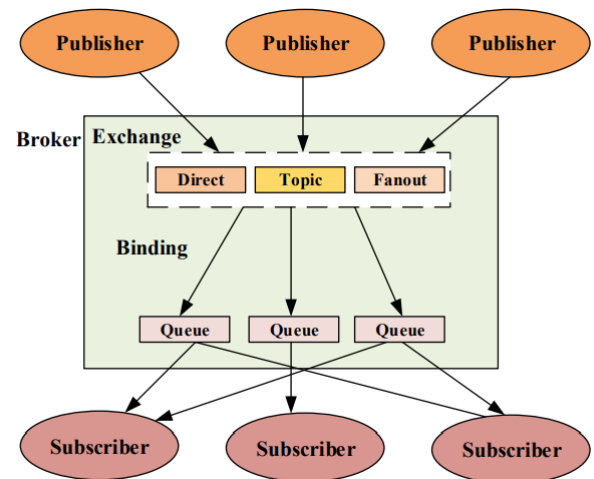 Publisher
Publisher
Publisher
Broker
Exchange
Direct
Topic
Fanout
Binding
Queue
Queue
Queue
Subscriber
Subscriber
Subscriber